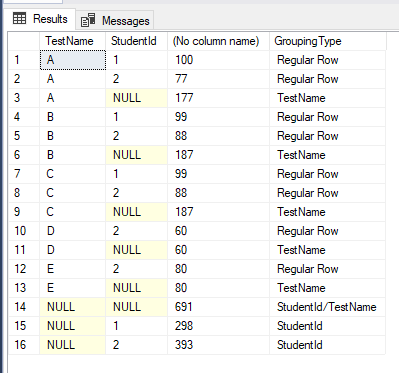 Results Messages
TestName StudentId (No column name) GroupingType
1 A 1 100 Regular Row
2 A 2 77 Regular Row
3 A NULL 177 TestName
4 B 1 99 Regular Row
5 B 2 88 Regular Row
6 B NULL 187 TestName
7 C 1 99 Regular Row
8 C 2 88 Regular Row
9 C NULL 187 TestName
10 D 2 60 Regular Row
11 D NULL 60 TestName
12 E 2 80 Regular Row
13 E NULL 80 TestName
14 NULL NULL 691 StudentId/TestName
15 NULL 1 298 StudentId
16 NULL 2 393 StudentId